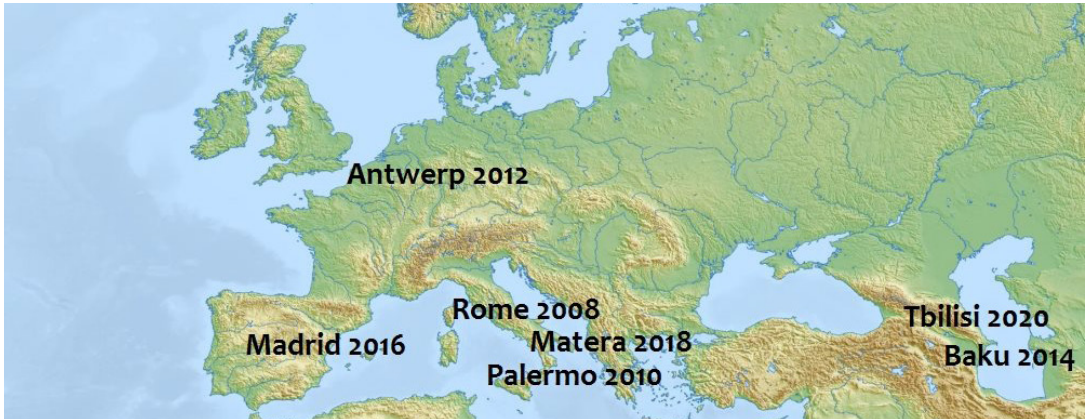 Antwerp 2012
Rome 2008
Tbilisi 2020
Madrid 2016
Matera 2018
Baku 2014
Palermo 2010